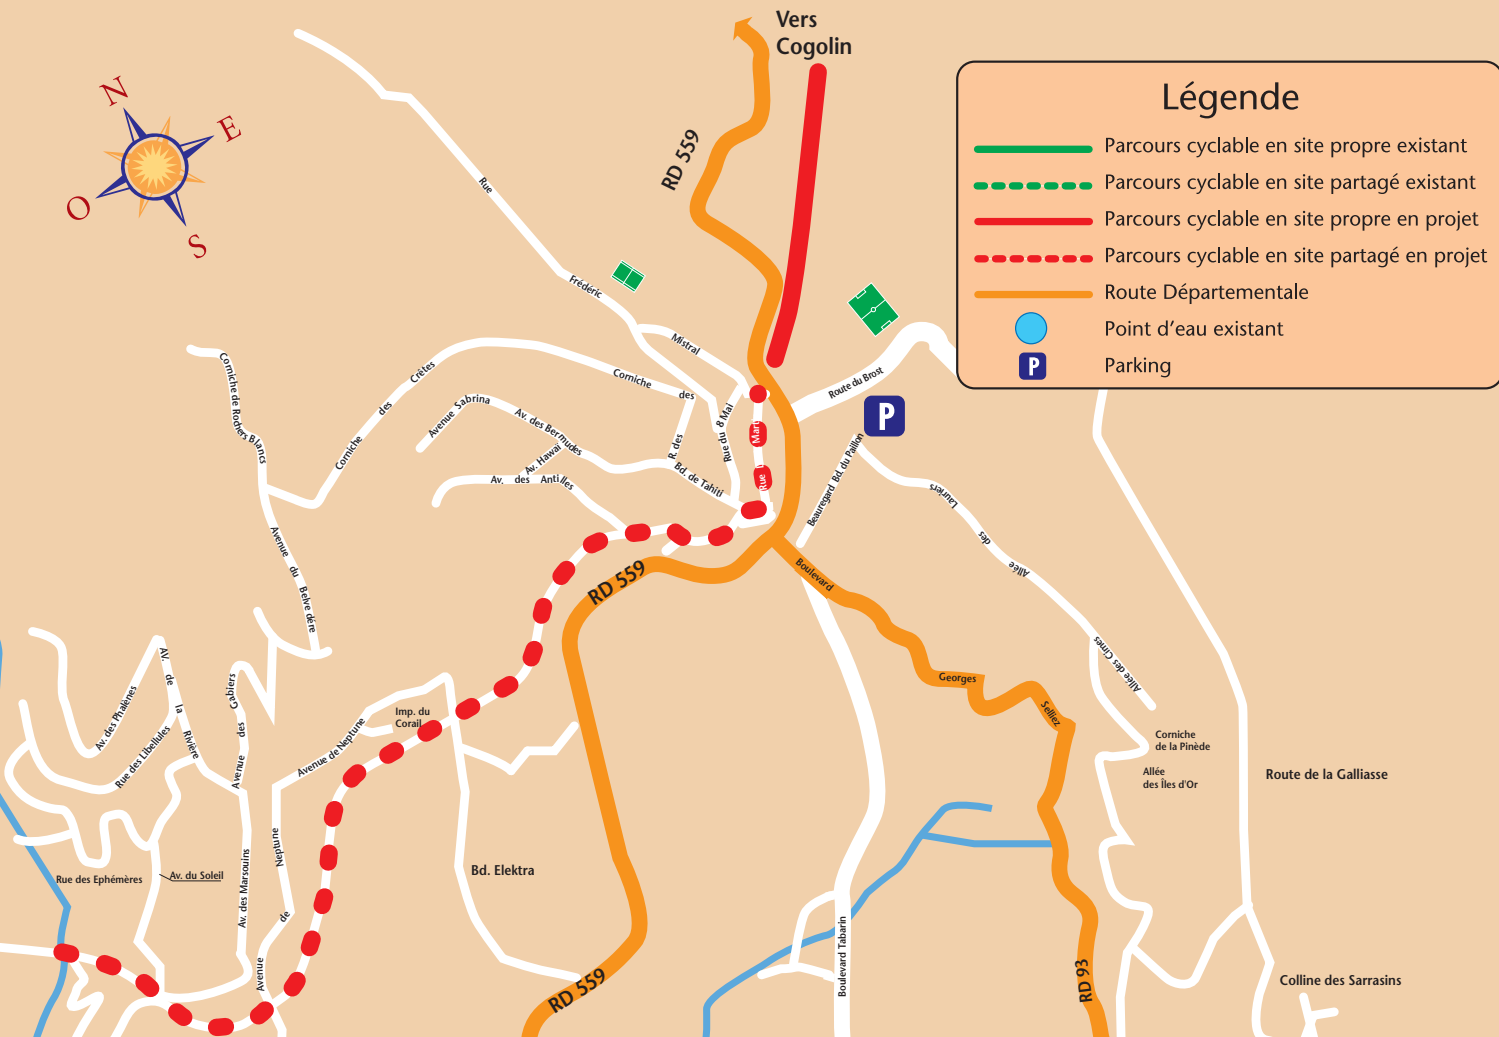 Vers
Cogolin
N
E
O
S
Légende
Parcours cyclable en site propre existant
Parcours cyclable en site partagé existant
Parcours cyclable en site propre en projet
Parcours cyclable en site partagé en projet
Route Départementale
Point d'eau existant
P
Parking
RD 559
Rue
Frédéric
Mistral
Corniche de Rochers Blancs
Corniche
des
Crêtes
Corniche
des
Route du Brost
P
Avenue Sabrina
Av. des Bermudes
Av. Hawaï
Av. des Antilles
R. des
Bd. de Tahiti
Rue du 8 Mai
Rue
Mart
Beauregard Bd. du Paillon
Lauriers
des
Allée
Allée des Cimes
Avenue du Belve dére
RD 559
Boulevard
Georges
Selliez
Corniche
de la Pinède
Allée
des Îles d'Or
Route de la Galliasse
Av. des Phalènes
AV. de la Rivière
Rue des Libellules
Avenue des Gabiers
Avenue de Neptune
Imp. du
Corail
Bd. Elektra
Rue des Ephémères
Av. du Soleil
Av. des Marsouins
Avenue
de
Neptune
Boulevard Tabarin
RD 559
RD 93
Colline des Sarrasins